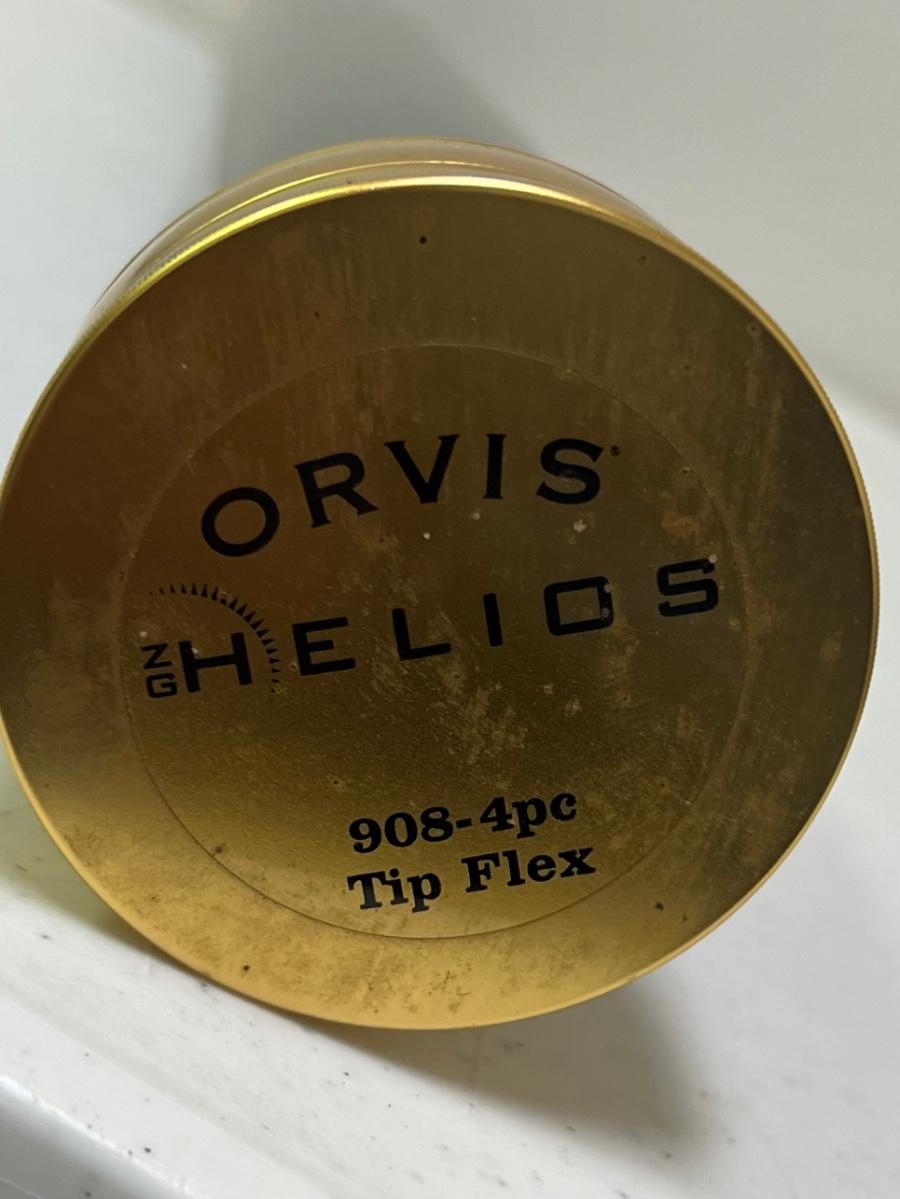 ORVIS®
ZG HELIOS
908-4pc
Tip Flex